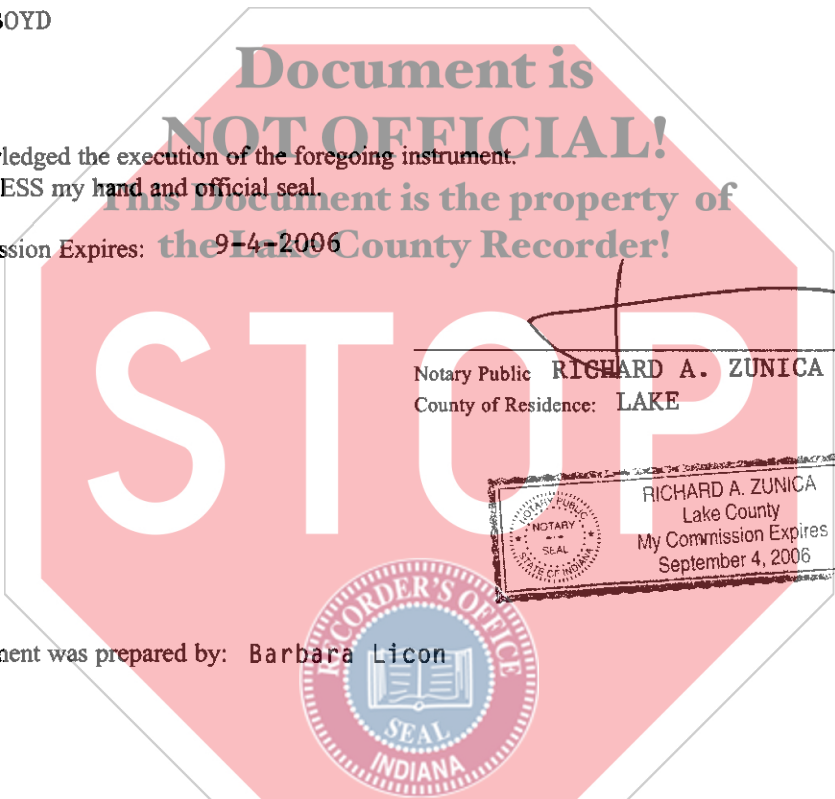 BOYD
Document is
NOT OFFICIAL!
ledged the execution of the foregoing instrument.
ESS my hand and official seal.
This Document is the property of
ssion Expires: 9-4-2006
the Lake County Recorder!
STOP
Notary Public RICHARD A. ZUNICA
County of Residence: LAKE
RICHARD A. ZUNICA
Lake County
My Commission Expires
September 4, 2006
NOTARY PUBLIC
NOTARY
SEAL
STATE OF INDIANA
nent was prepared by: Barbara Licon
RECORDER'S OFFICE
SEAL
INDIANA